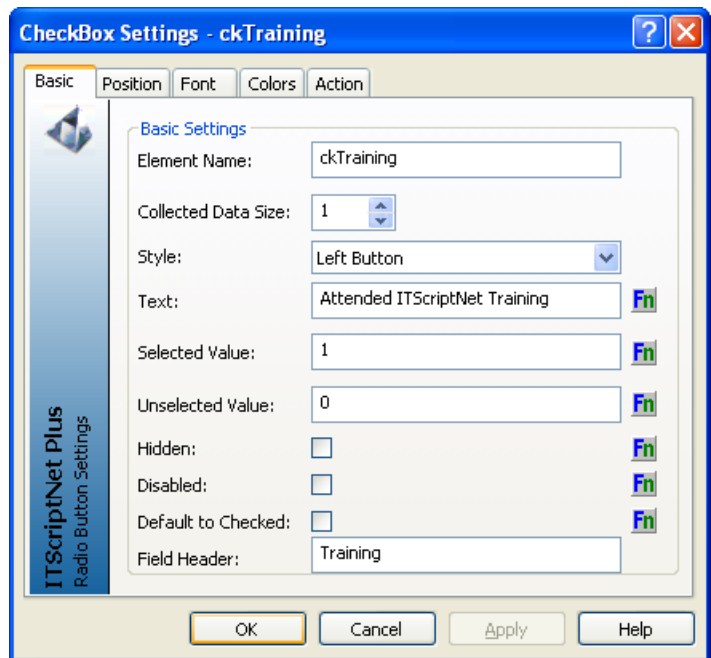 CheckBox Settings - ckTraining
Basic Position Font Colors Action
Basic Settings
Element Name: ckTraining
Collected Data Size: 1
Style: Left Button
Text: Attended ITScriptNet Training Fn
Selected Value: 1 Fn
Unselected Value: 0 Fn
Hidden: Fn
Disabled: Fn
Default to Checked: Fn
Field Header: Training
ITScriptNet Plus
Radio Button Settings
OK Cancel Apply Help